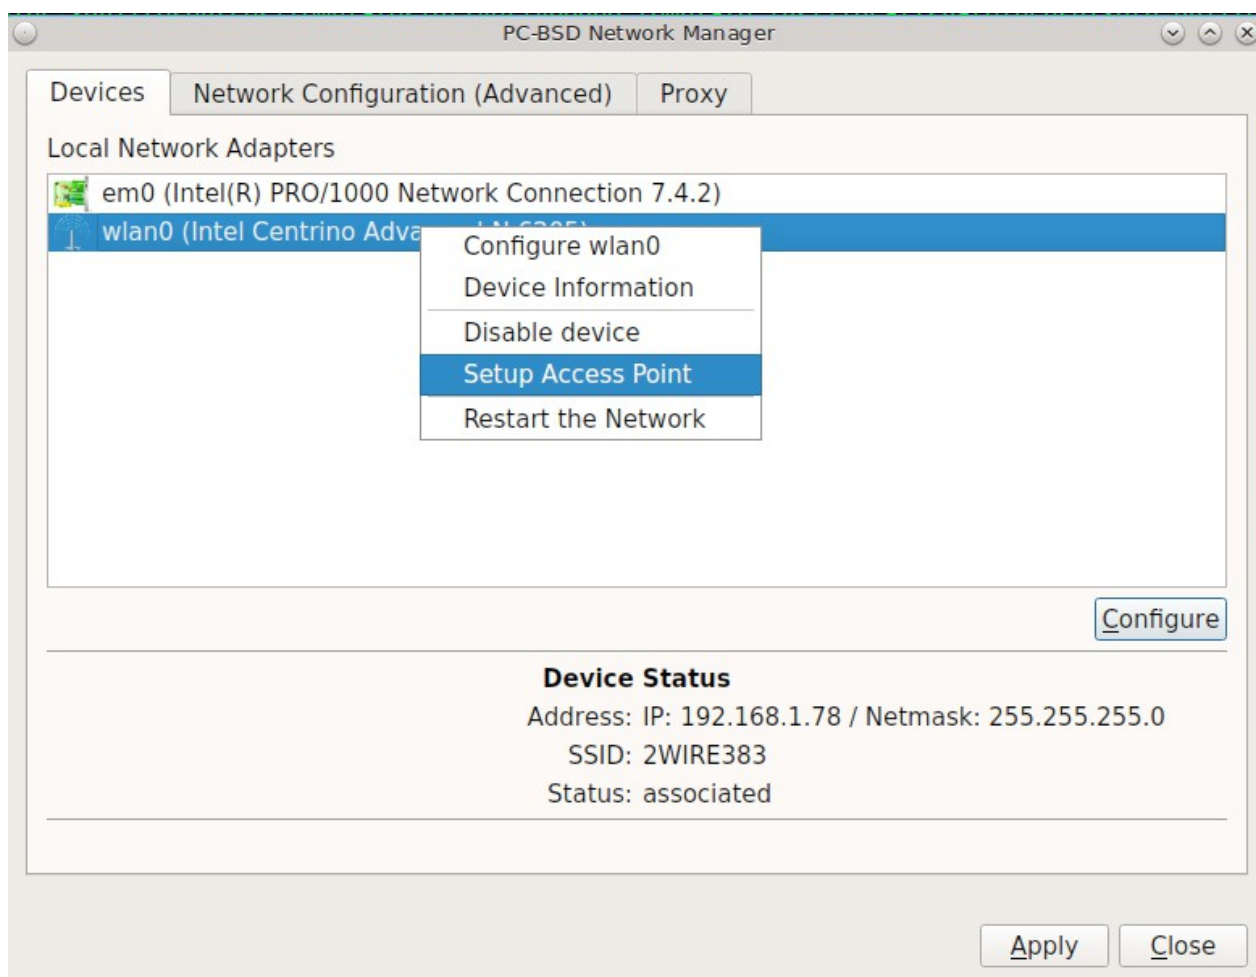 PC-BSD Network Manager
Devices
Network Configuration (Advanced)
Proxy
Local Network Adapters
em0 (Intel(R) PRO/1000 Network Connection 7.4.2)
wlan0 (Intel Centrino Adva
Configure wlan0
Device Information
Disable device
Setup Access Point
Restart the Network
Configure
Device Status
Address: IP: 192.168.1.78 / Netmask: 255.255.255.0
SSID: 2WIRE383
Status: associated
Apply
Close